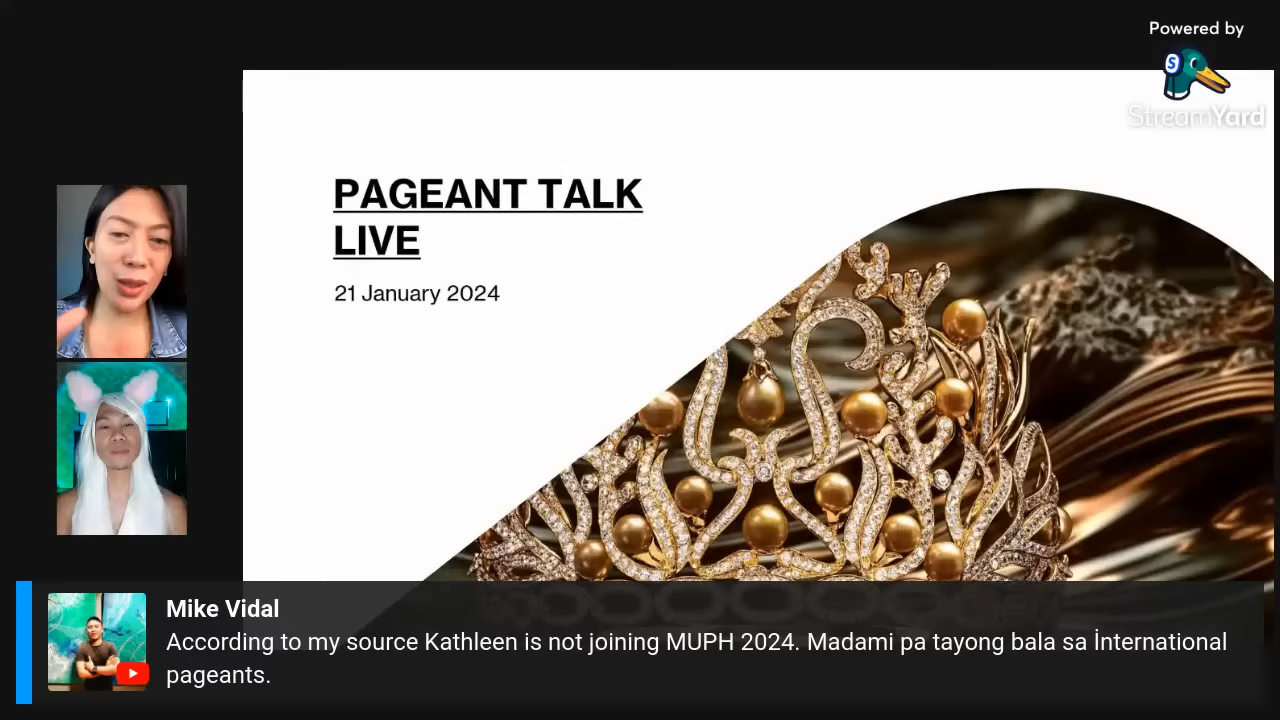 Powered by
S
StreamYard
PAGEANT TALK
LIVE
21 January 2024
Mike Vidal
According to my source Kathleen is not joining MUPH 2024. Madami pa tayong bala sa İnternational
pageants.